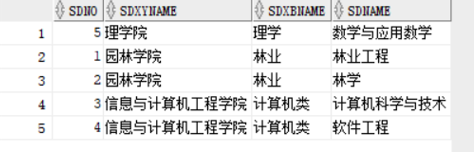 SDNO SDXYNAME SDXBNAME SDNAME
1 5 理学院 理学 数学与应用数学
2 1 园林学院 林业 林业工程
3 2 园林学院 林业 林学
4 3 信息与计算机工程学院 计算机类 计算机科学与技术
5 4 信息与计算机工程学院 计算机类 软件工程